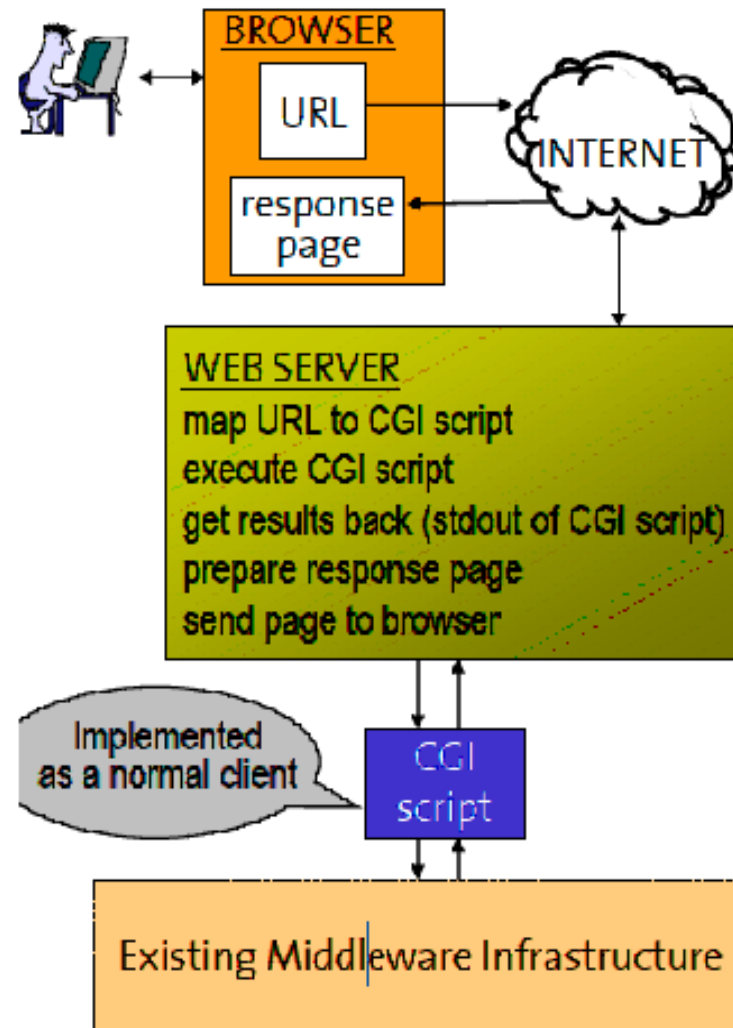 BROWSER
URL
INTERNET
response
page
WEB SERVER
map URL to CGI script
execute CGI script
get results back (stdout of CGI script)
prepare response page
send page to browser
Implemented
as a normal client
CGI
script
Existing Middleware Infrastructure